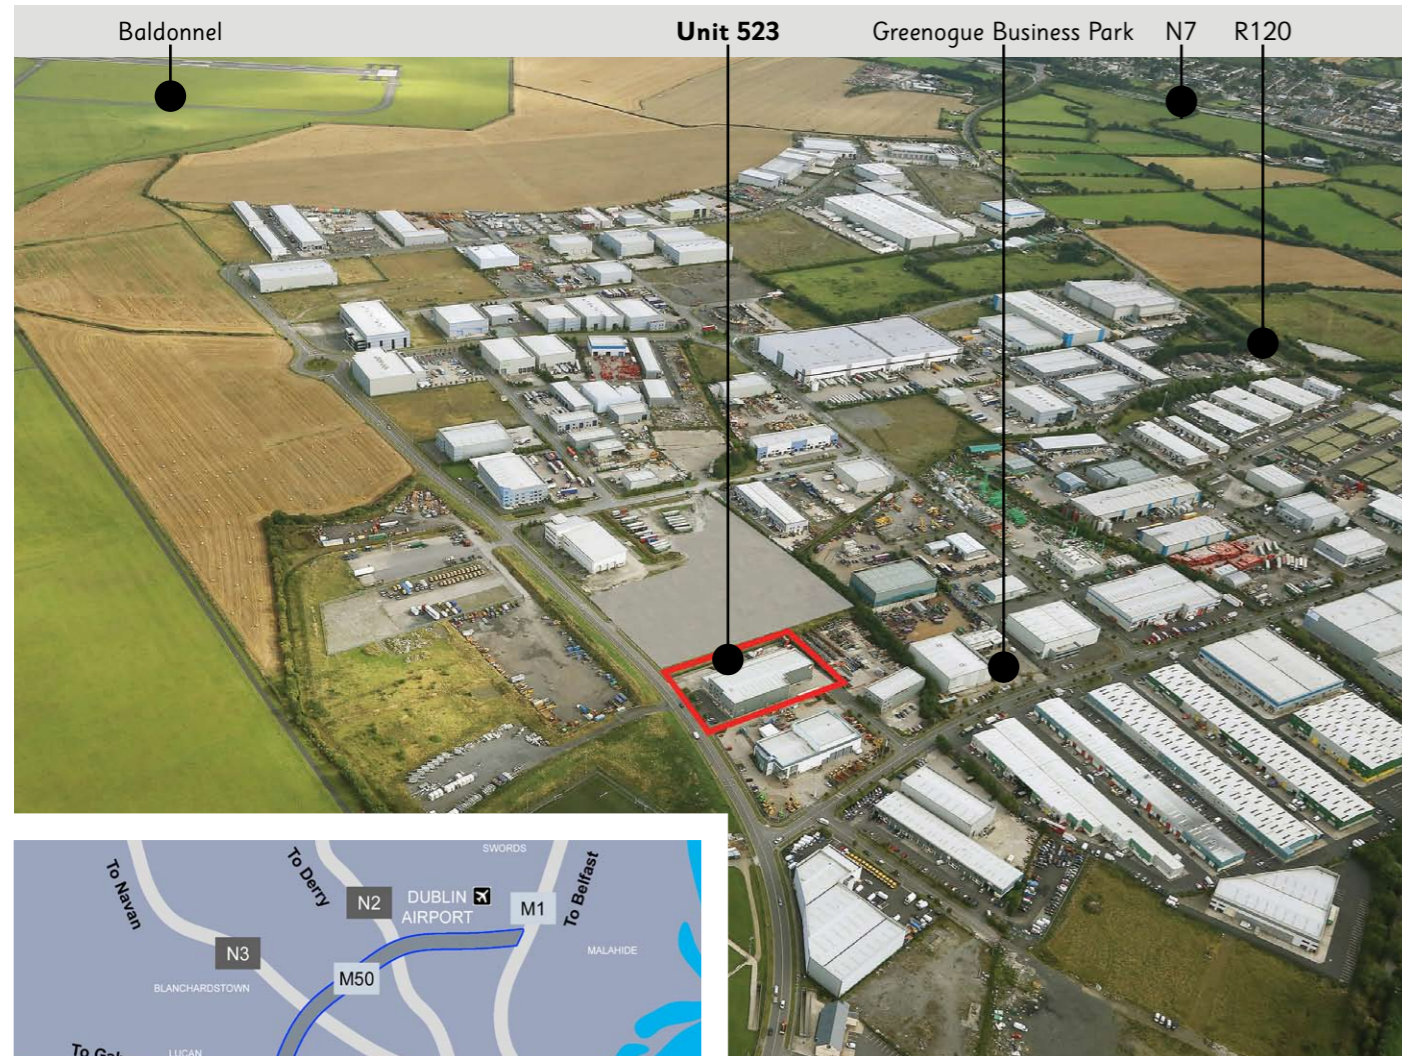 Baldonnel
Unit 523
Greenogue Business Park
N7
R120
To Navan
To Derry
SWORDS
To Belfast
N2
DUBLIN
AIRPORT
M1
N3
MALAHIDE
M50
BLANCHARDSTOWN
LUCAN